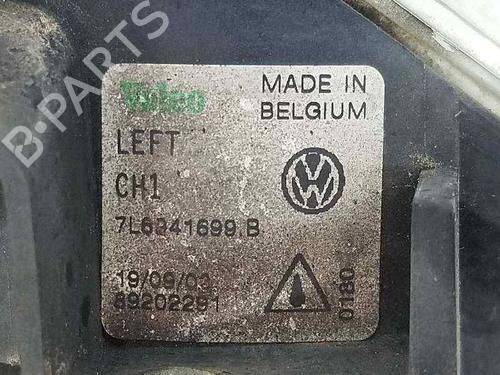 B-PARTS
Valeo
MADE IN
BELGIUM
LEFT
CH1
7L6941699 B
19/09/03
89202291
0180